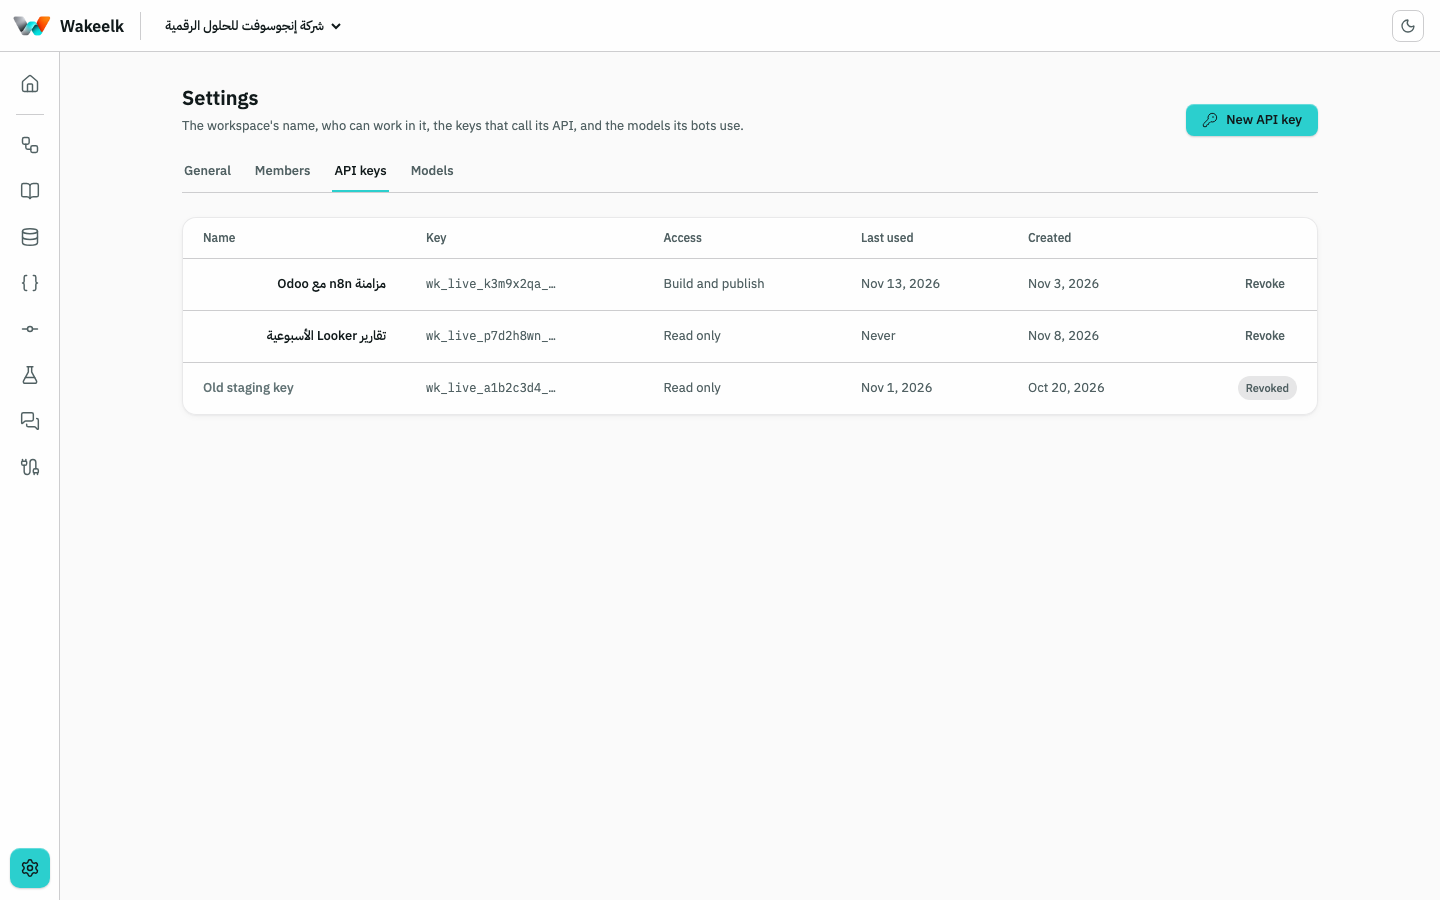 Wakeelk
شركة إنجوسوفت للحلول الرقمية
Settings
The workspace's name, who can work in it, the keys that call its API, and the models its bots use.
New API key
General Members API keys Models
Name Key Access Last used Created
مزامنة n8n مع Odoo wk_live_k3m9x2qa_… Build and publish Nov 13, 2026 Nov 3, 2026 Revoke
تقارير Looker الأسبوعية wk_live_p7d2h8wn_… Read only Never Nov 8, 2026 Revoke
Old staging key wk_live_a1b2c3d4_… Read only Nov 1, 2026 Oct 20, 2026 Revoked